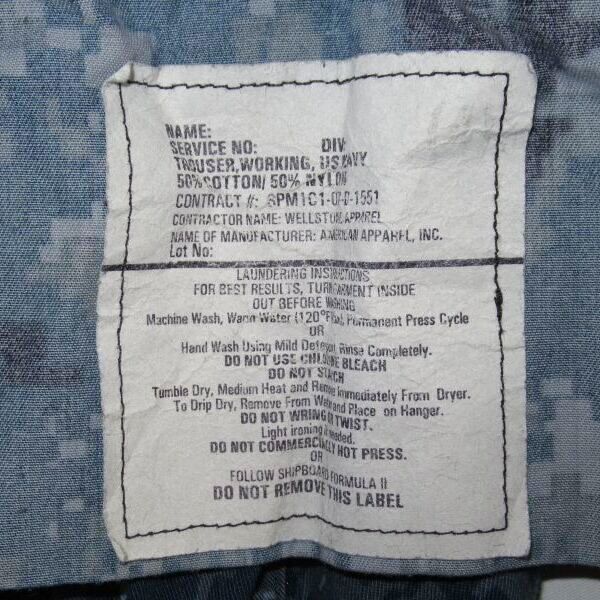 NAME:
SERVICE NO: DIV
TROUSER, WORKING, US NAVY
50% COTTON/ 50% NYLON
CONTRACT #: SPM1C1-07-D-1551
CONTRACTOR NAME: WELLSTON APPAREL
NAME OF MANUFACTURER: AMERICAN APPAREL, INC.
Lot No:
LAUNDERING INSTRUCTIONS
FOR BEST RESULTS, TURN GARMENT INSIDE
OUT BEFORE WASHING
Machine Wash, Warm Water (120°F Max), Permanent Press Cycle
OR
Hand Wash Using Mild Detergent, Rinse Completely.
DO NOT USE CHLORINE BLEACH
DO NOT STARCH
Tumble Dry, Medium Heat and Remove Immediately From Dryer.
To Drip Dry, Remove From Water and Place on Hanger.
DO NOT WRING OR TWIST.
Light ironing if needed.
DO NOT COMMERCIALLY HOT PRESS.
OR
FOLLOW SHIPBOARD FORMULA II
DO NOT REMOVE THIS LABEL